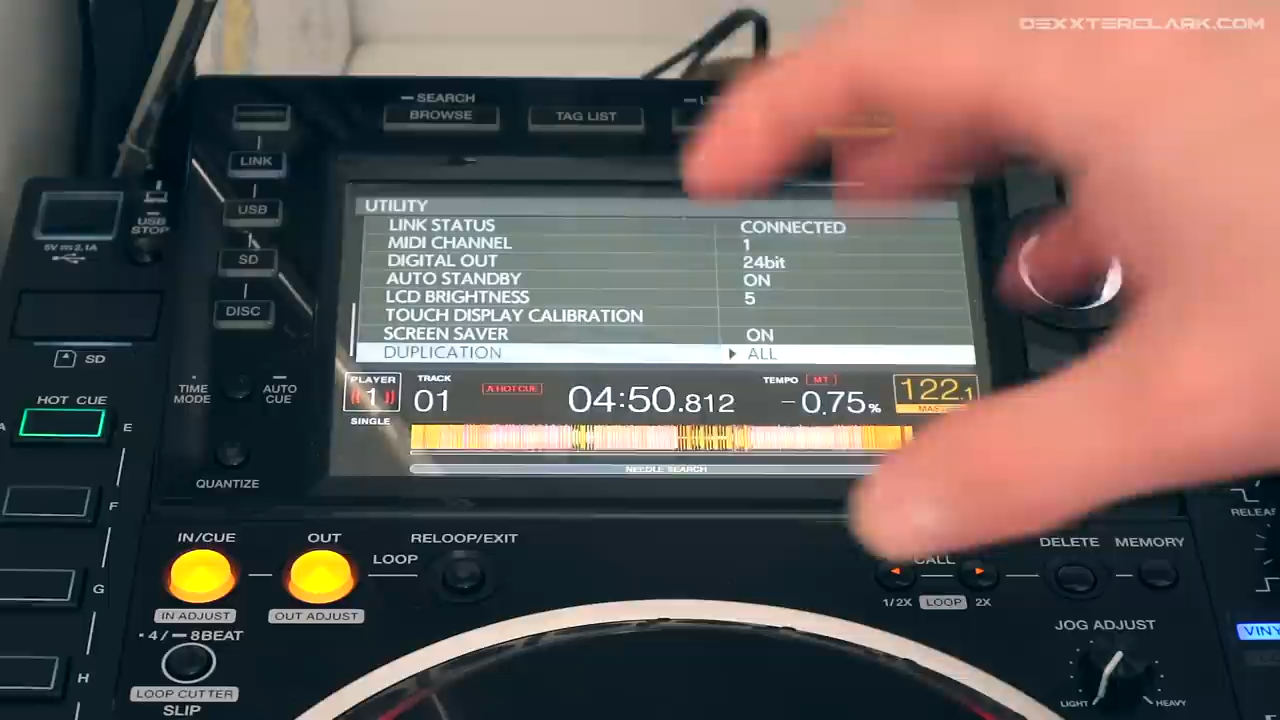 DEXXTERCLARK.COM
SEARCH
BROWSE
TAG LIST
LINK
USB
STOP
5V 2.1A
USB
SD
DISC
SD
UTILITY
LINK STATUS CONNECTED
MIDI CHANNEL 1
DIGITAL OUT 24bit
AUTO STANDBY ON
LCD BRIGHTNESS 5
TOUCH DISPLAY CALIBRATION
SCREEN SAVER ON
DUPLICATION ALL
PLAYER
1
SINGLE
TRACK
01
A.HOT CUE
04:50.812
TEMPO MT
-0.75%
122.1
NEEDLE SEARCH
TIME
MODE
AUTO
CUE
HOT CUE
A
E
F
G
H
QUANTIZE
IN/CUE
OUT
LOOP
RELOOP/EXIT
IN ADJUST
OUT ADJUST
4/ 8BEAT
LOOP CUTTER
SLIP
CALL
1/2X LOOP 2X
DELETE
MEMORY
JOG ADJUST
LIGHT
HEAVY